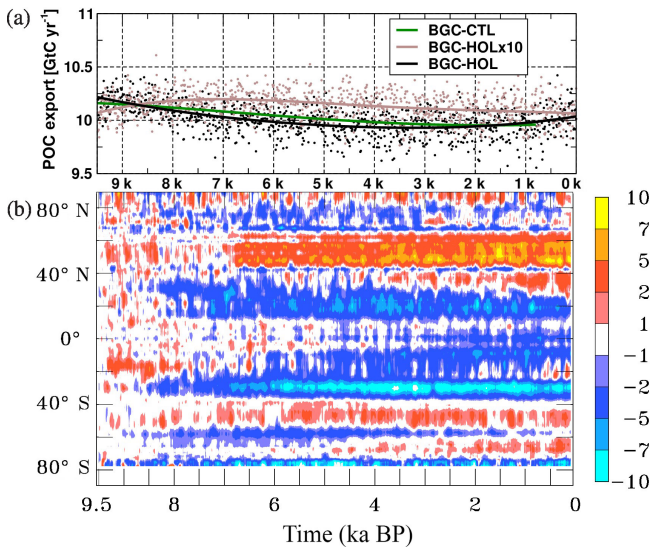 (a)
POC export [GtC yr⁻¹]
11
10.5
10
9.5
BGC-CTL
BGC-HOLx10
BGC-HOL
9 k 8 k 7 k 6 k 5 k 4 k 3 k 2 k 1 k 0 k
(b)
80° N
40° N
0°
40° S
80° S
9.5 8 6 4 2 0
Time (ka BP)
10
7
5
2
1
−1
−2
−5
−7
−10